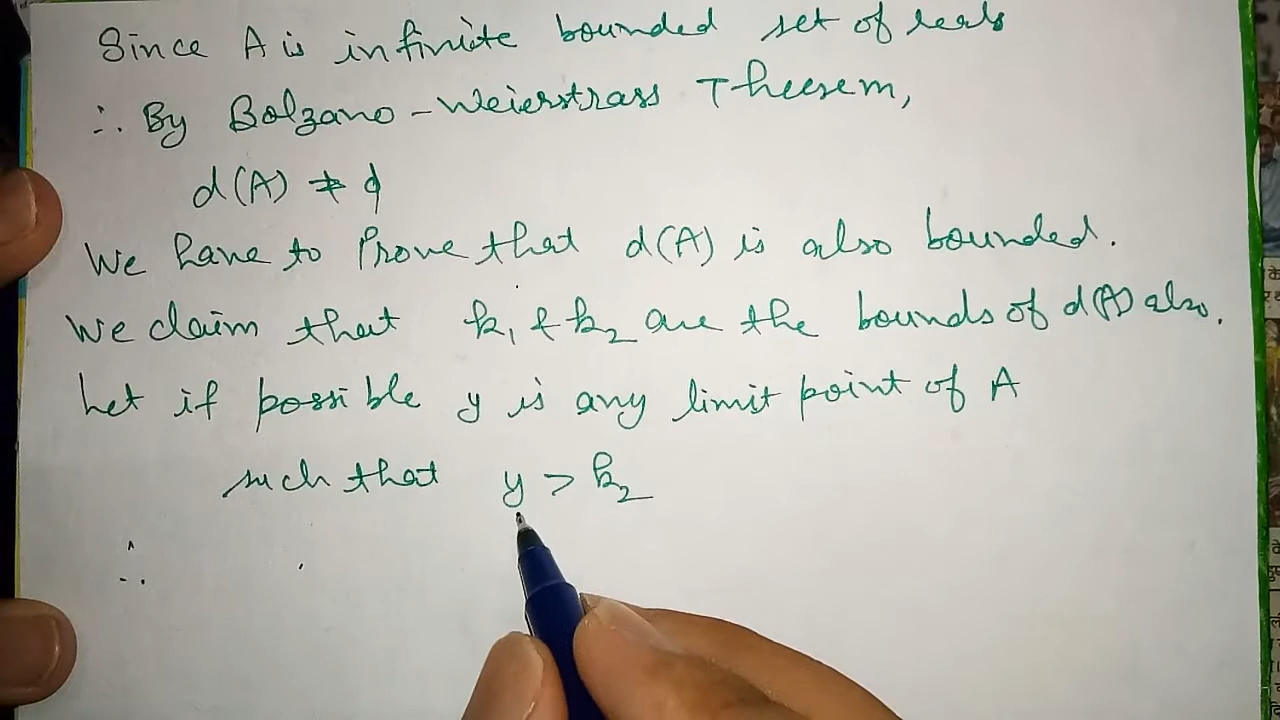 Since A is infinite bounded set of reals
∴ By Bolzano-Weierstrass Theorem,
d(A) ≠ ϕ
We have to Prove that d(A) is also bounded.
We claim that k₁ & k₂ are the bounds of d(A) also.
Let if possible y is any limit point of A
such that y > k₂
∴